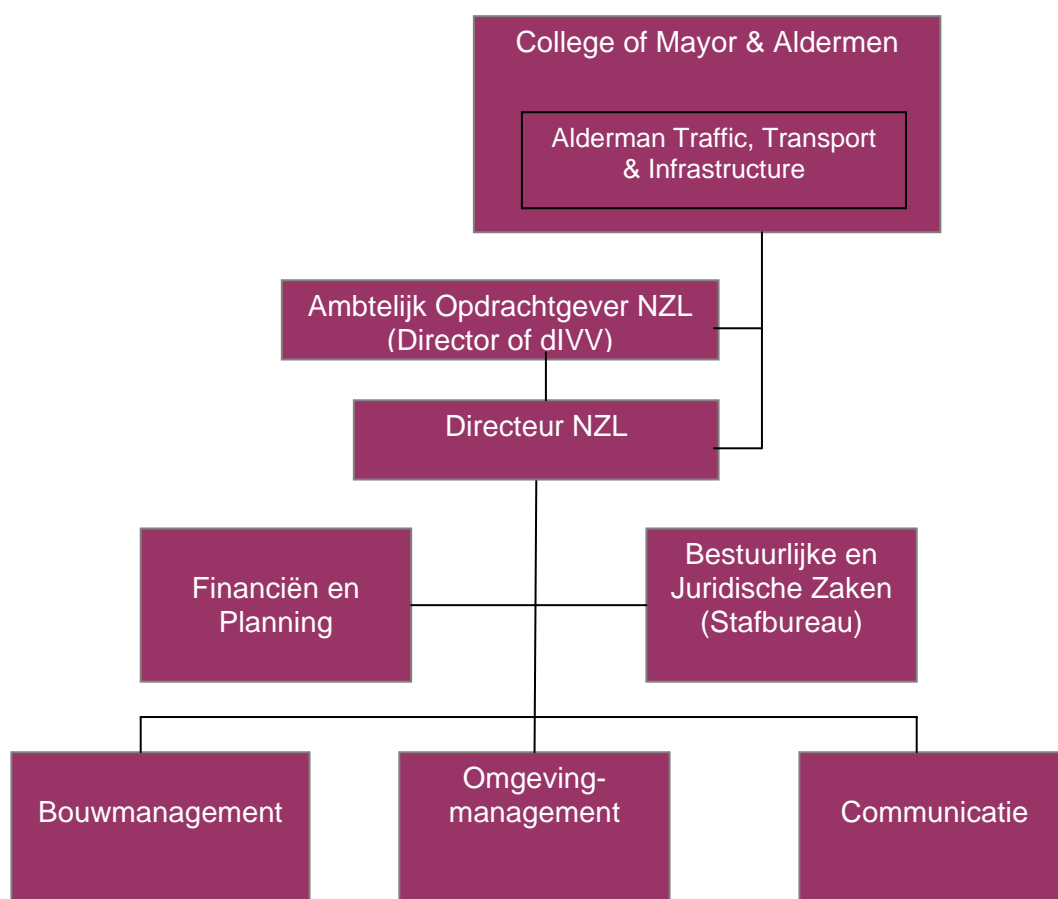 College of Mayor & Aldermen
Alderman Traffic, Transport
& Infrastructure
Ambtelijk Opdrachtgever NZL
(Director of dIVV)
Directeur NZL
Financiën en
Planning
Bestuurlijke en
Juridische Zaken
(Stafbureau)
Bouwmanagement
Omgeving-
management
Communicatie